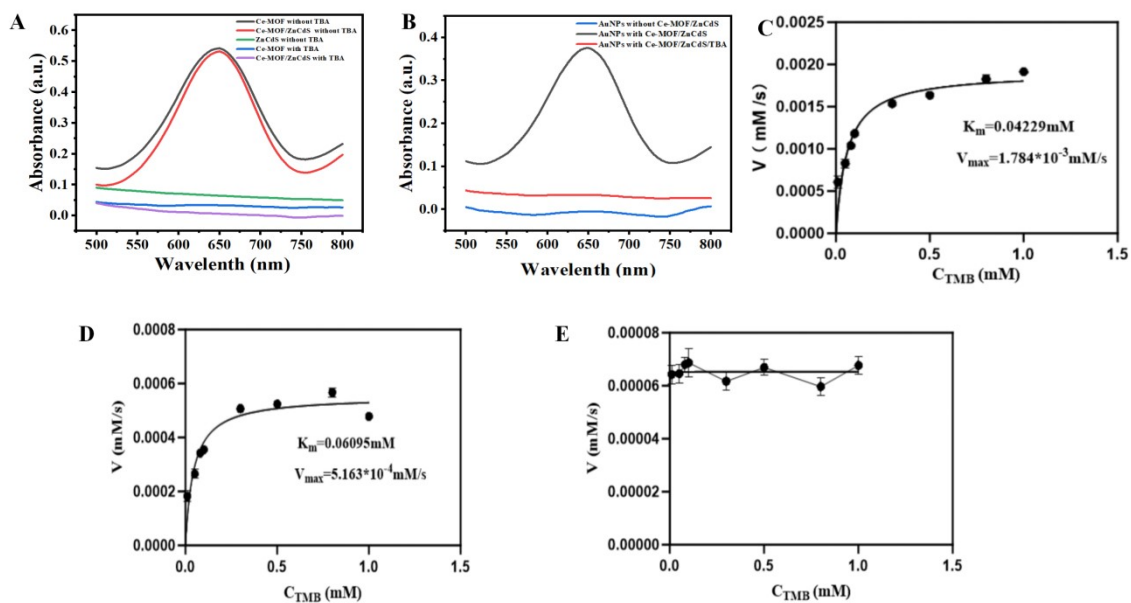 A
Ce-MOF without TBA
Ce-MOF/ZnCdS without TBA
ZnCdS without TBA
Ce-MOF with TBA
Ce-MOF/ZnCdS with TBA
Absorbance (a.u.)
0.6
0.5
0.4
0.3
0.2
0.1
0.0
500 550 600 650 700 750 800
Wavelenth (nm)
B
AuNPs without Ce-MOF/ZnCdS
AuNPs with Ce-MOF/ZnCdS
AuNPs with Ce-MOF/ZnCdS/TBA
Absorbance (a.u.)
0.4
0.3
0.2
0.1
0.0
500 550 600 650 700 750 800
Wavelenth (nm)
C
V ( mM /s)
0.0025
0.0020
0.0015
0.0010
0.0005
0.0000
Km=0.04229mM
Vmax=1.784*10-3mM/s
0.0 0.5 1.0 1.5
CTMB (mM)
D
V (mM/s)
0.0008
0.0006
0.0004
0.0002
0.0000
Km=0.06095mM
Vmax=5.163*10-4mM/s
0.0 0.5 1.0 1.5
CTMB (mM)
E
V (mM/s)
0.00008
0.00006
0.00004
0.00002
0.00000
0.0 0.5 1.0 1.5
CTMB (mM)